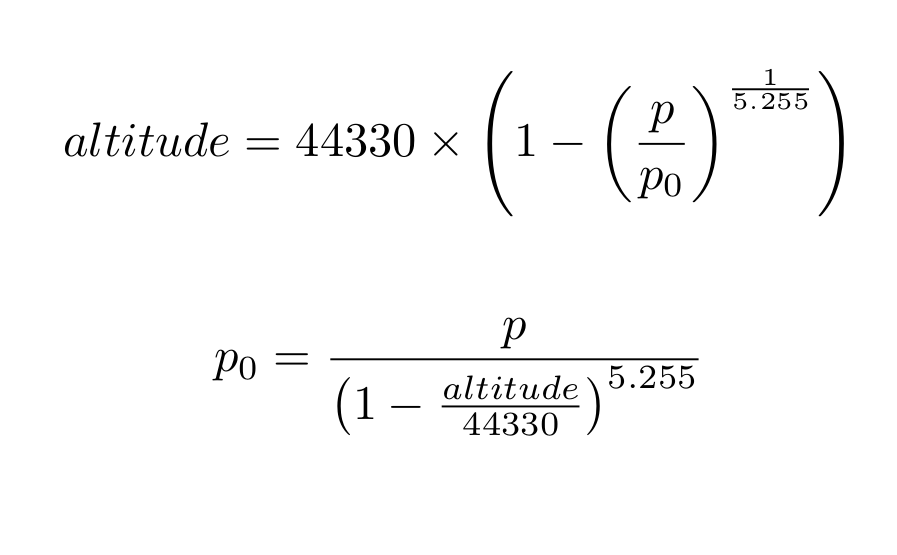 altitude = 44330 × (1 − (p/p₀)^(1/5.255))
p₀ = p/(1 − altitude/44330)^5.255